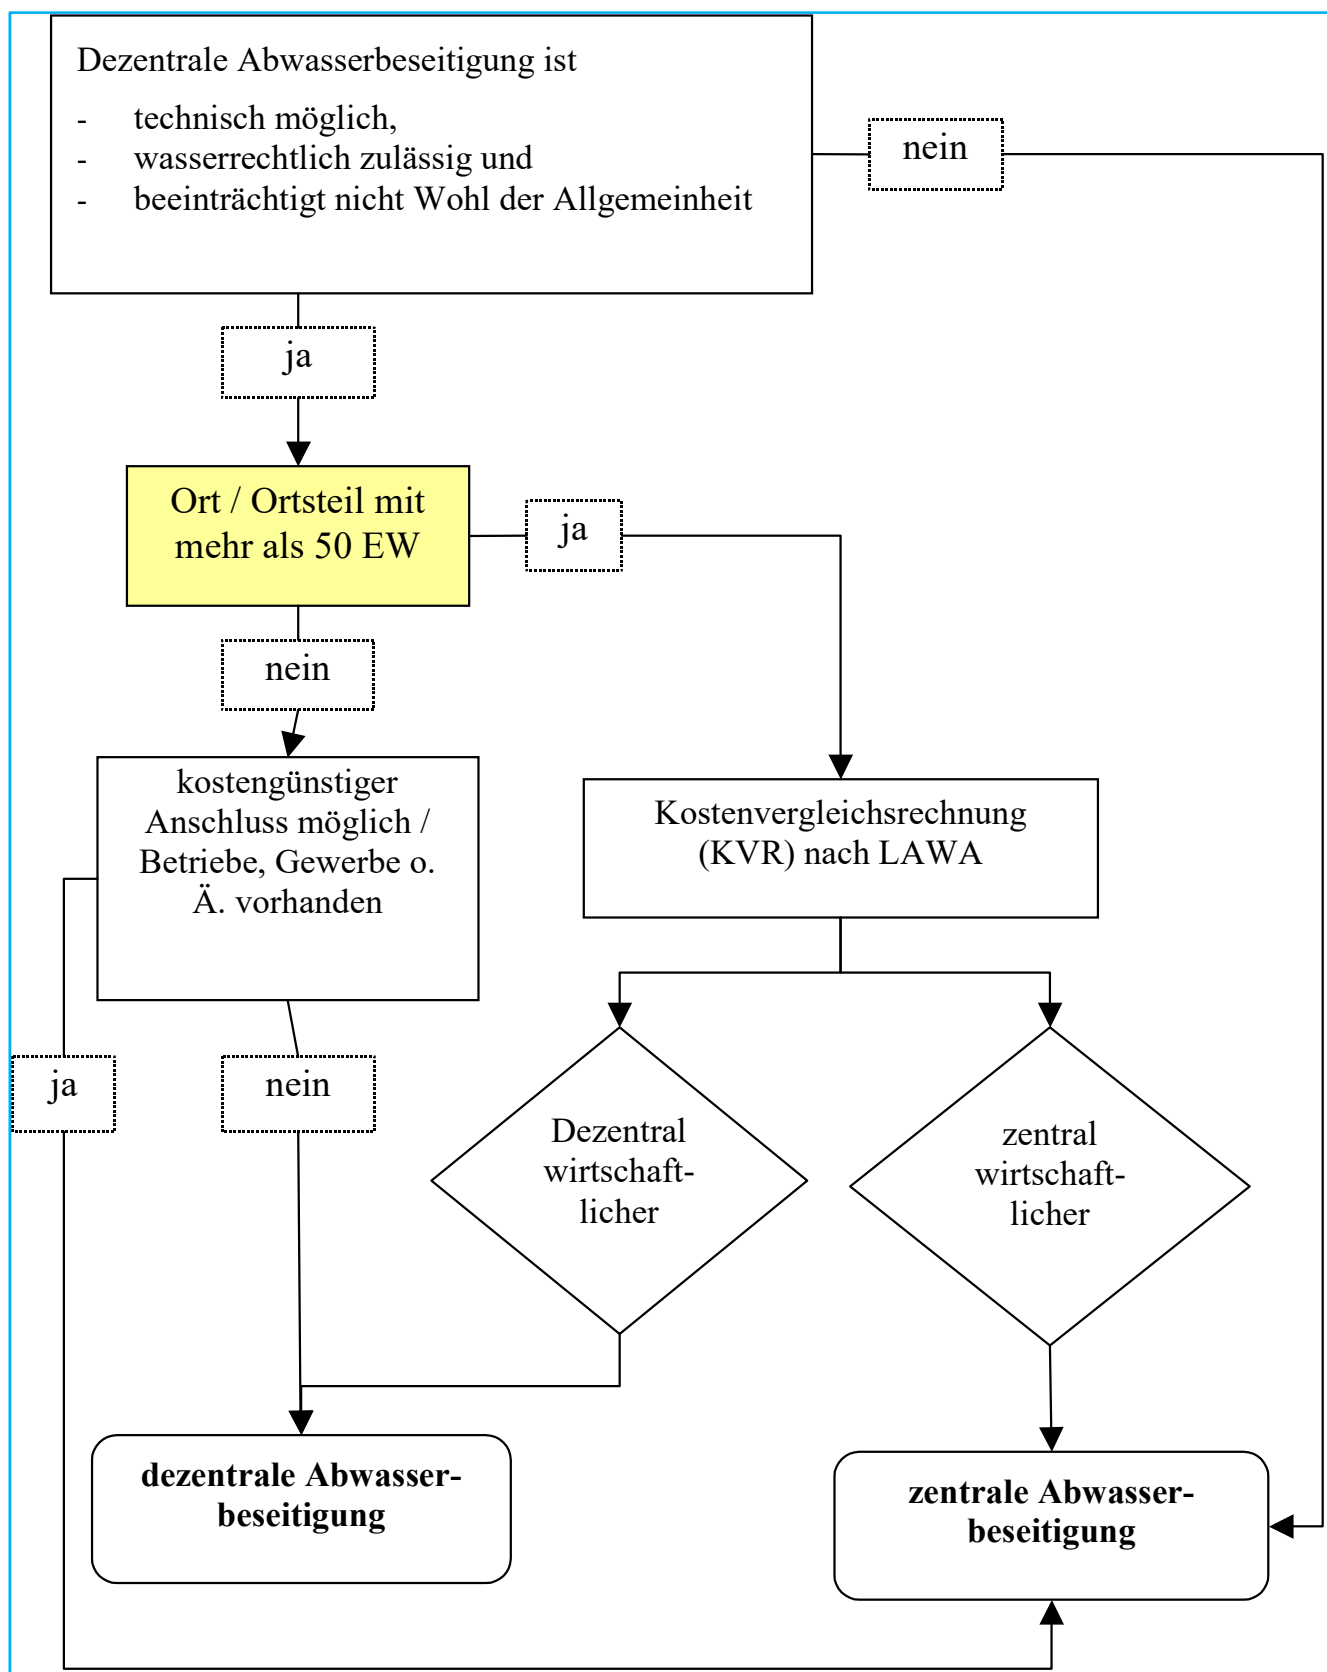 Dezentrale Abwasserbeseitigung ist
- technisch möglich,
- wasserrechtlich zulässig und
- beeinträchtigt nicht Wohl der Allgemeinheit
nein
ja
Ort / Ortsteil mit
mehr als 50 EW
ja
nein
kostengünstiger
Anschluss möglich /
Betriebe, Gewerbe o.
Ä. vorhanden
Kostenvergleichsrechnung
(KVR) nach LAWA
ja
nein
Dezentral
wirtschaft-
licher
zentral
wirtschaft-
licher
dezentrale Abwasser-
beseitigung
zentrale Abwasser-
beseitigung